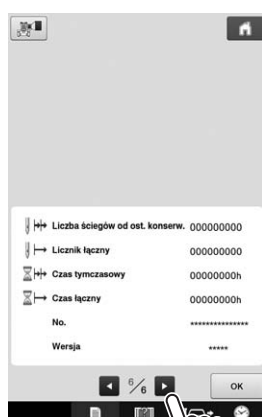 Liczba ściegów od ost. konserw. 000000000
Licznik łączny 000000000
Czas tymczasowy 00000000h
Czas łączny 00000000h
No. ***************
Wersja *****
6/6
OK